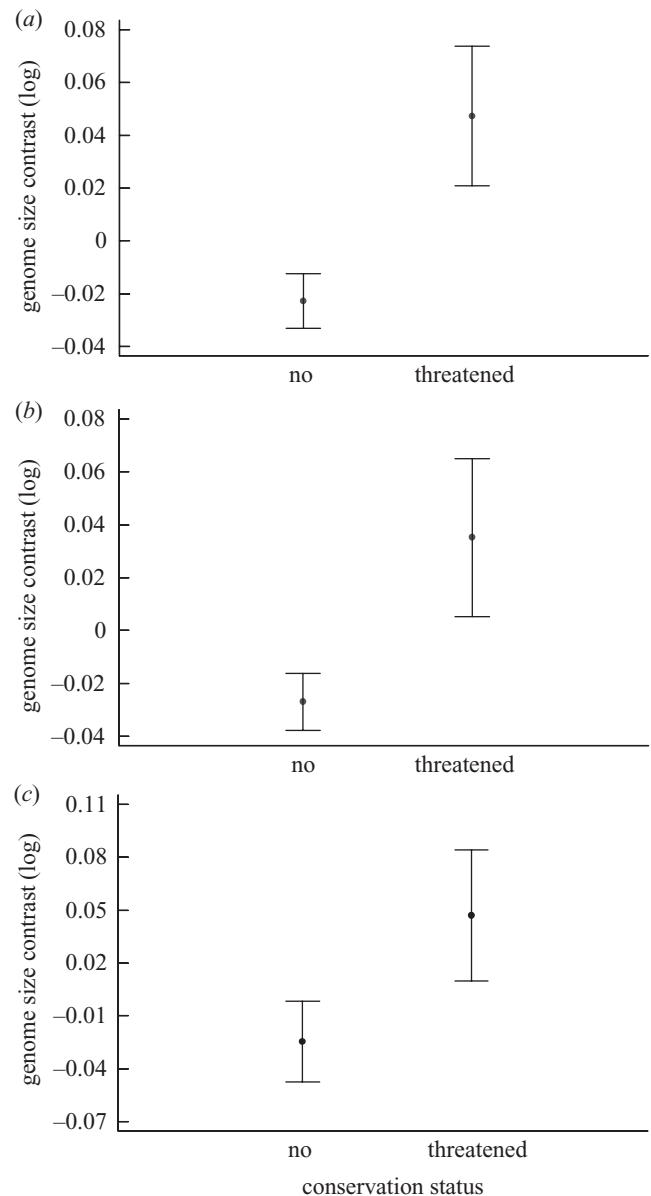 (a)
genome size contrast (log)
0.08
0.06
0.04
0.02
0
–0.02
–0.04
no threatened
(b)
genome size contrast (log)
0.08
0.06
0.04
0.02
0
–0.02
–0.04
no threatened
(c)
genome size contrast (log)
0.11
0.08
0.05
0.02
–0.01
–0.04
–0.07
no threatened
conservation status